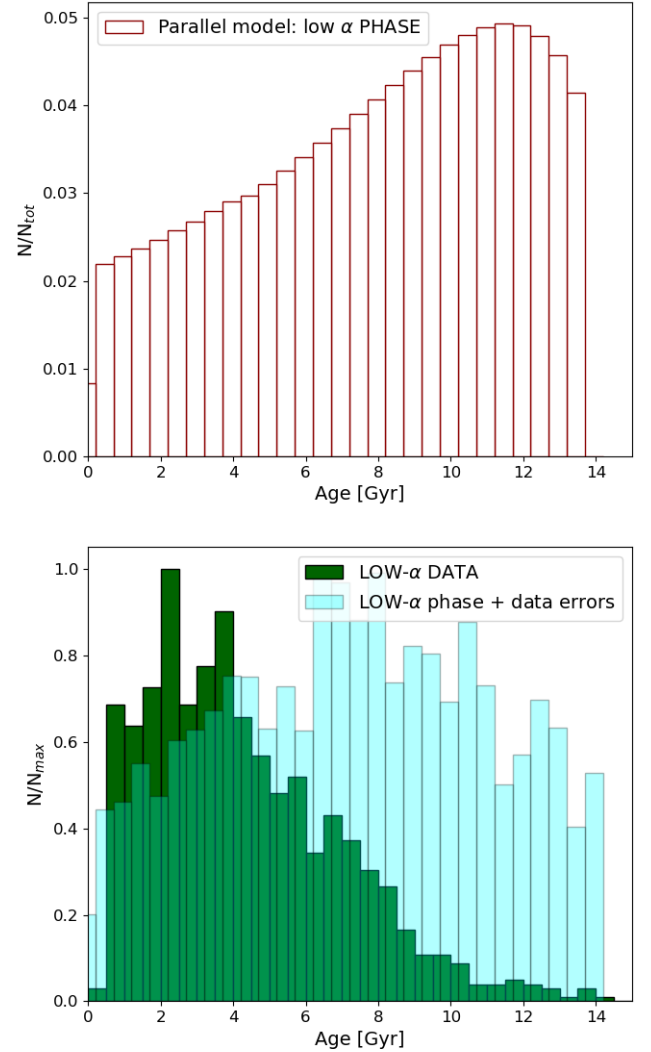 Parallel model: low α PHASE
N/N_tot
0.05
0.04
0.03
0.02
0.01
0.00
0 2 4 6 8 10 12 14
Age [Gyr]
LOW-α DATA
LOW-α phase + data errors
N/N_max
1.0
0.8
0.6
0.4
0.2
0.0
0 2 4 6 8 10 12 14
Age [Gyr]